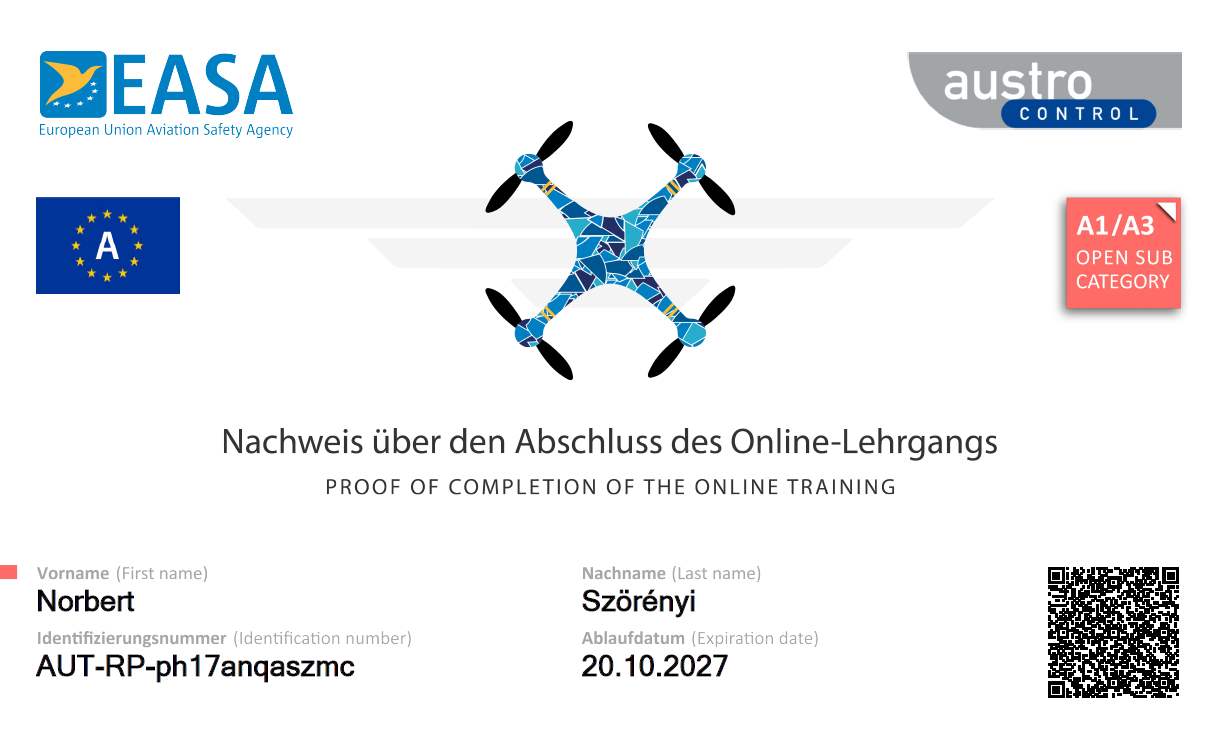 EASA
European Union Aviation Safety Agency
austro
CONTROL
A
A1/A3
OPEN SUB
CATEGORY
Nachweis über den Abschluss des Online-Lehrgangs
PROOF OF COMPLETION OF THE ONLINE TRAINING
Vorname (First name)
Norbert
Nachname (Last name)
Szörényi
Identifizierungsnummer (Identification number)
AUT-RP-ph17anqaszmc
Ablaufdatum (Expiration date)
20.10.2027